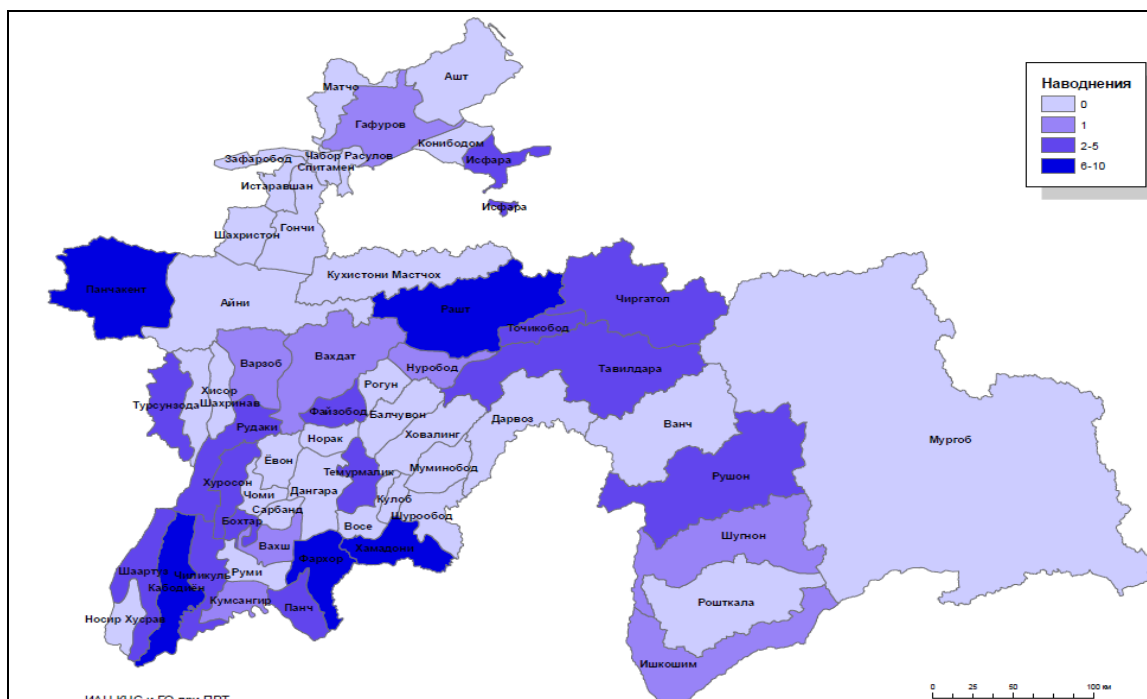 Ашт
Матчо
Наводнения
0
1
2-5
6-10
Гафуров
Конибодом
Зафаробод
Чабор Расулов
Спитамен
Исфара
Истаравшан
Исфара
Шахристон
Гончи
Кухистони Мастчох
Панчакент
Айни
Рашт
Чиргатол
Точикобод
Варзоб
Вахдат
Нуробод
Тавилдара
Рогун
Хисор
Шахринав
Турсунзода
Файзобод
Балчувон
Дарвоз
Рудаки
Норак
Ховалинг
Ванч
Мургоб
Ёвон
Темурмалик
Муминобод
Рушон
Хуросон
Чоми
Дангара
Кулоб
Сарбанд
Шуроobод
Бохтар
Восе
Вахш
Хамадони
Шугнон
Фархор
Шаартуз
Чиликуль
Руми
Кабодиён
Носир Хусрав
Кумсангир
Панч
Рошткала
Ишкошим
0 25 50 100 км